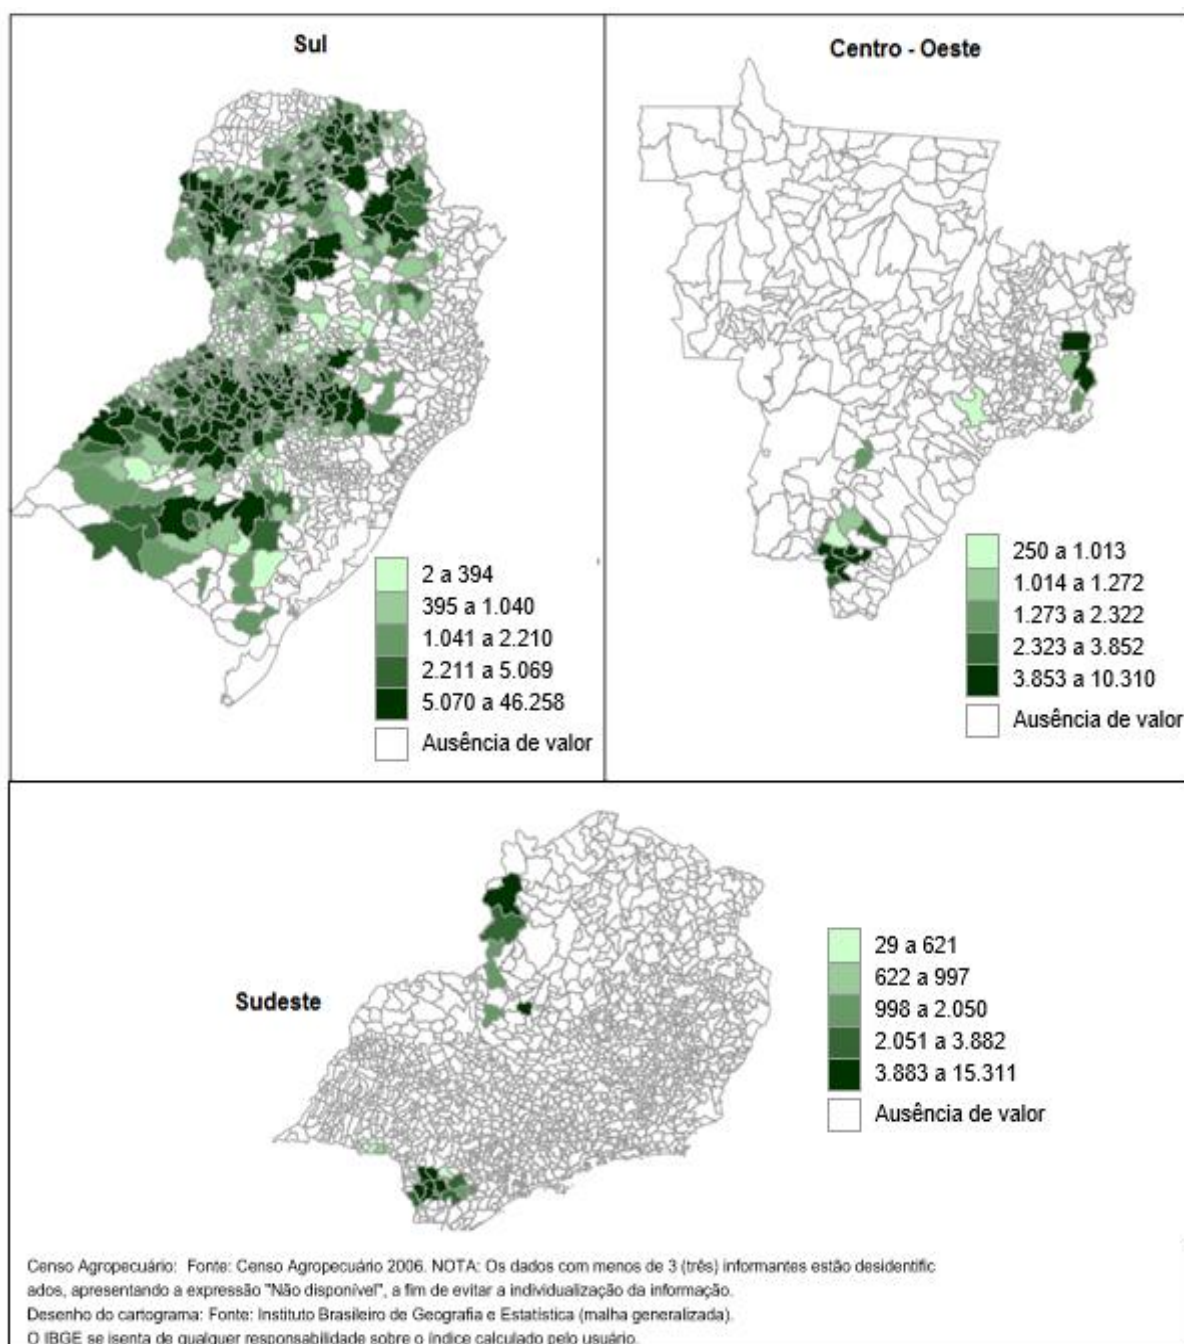 Sul
2 a 394
395 a 1.040
1.041 a 2.210
2.211 a 5.069
5.070 a 46.258
Ausência de valor
Centro - Oeste
250 a 1.013
1.014 a 1.272
1.273 a 2.322
2.323 a 3.852
3.853 a 10.310
Ausência de valor
Sudeste
29 a 621
622 a 997
998 a 2.050
2.051 a 3.882
3.883 a 15.311
Ausência de valor
Censo Agropecuário: Fonte: Censo Agropecuário 2006. NOTA: Os dados com menos de 3 (três) informantes estão desidentific
ados, apresentando a expressão "Não disponível", a fim de evitar a individualização da informação.
Desenho do cartograma: Fonte: Instituto Brasileiro de Geografia e Estatística (malha generalizada).
O IBGE se isenta de qualquer responsabilidade sobre o índice calculado pelo usuário.